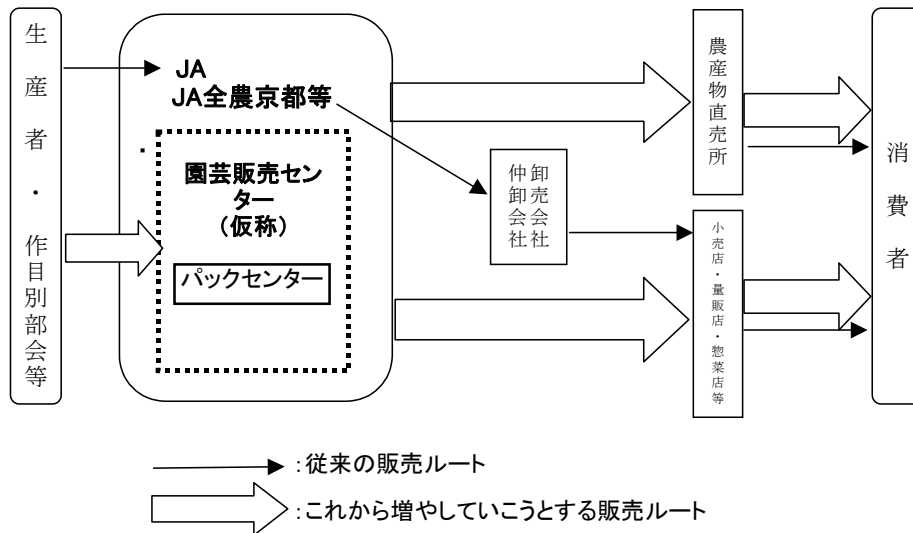 生産者・作目別部会等
JA
JA全農京都等
・
園芸販売セン
ター
(仮称)
パックセンター
卸売会社
仲卸会社
農産物直売所
小売店・量販店・惣菜店等
消費者
:従来の販売ルート
:これから増やしていこうとする販売ルート